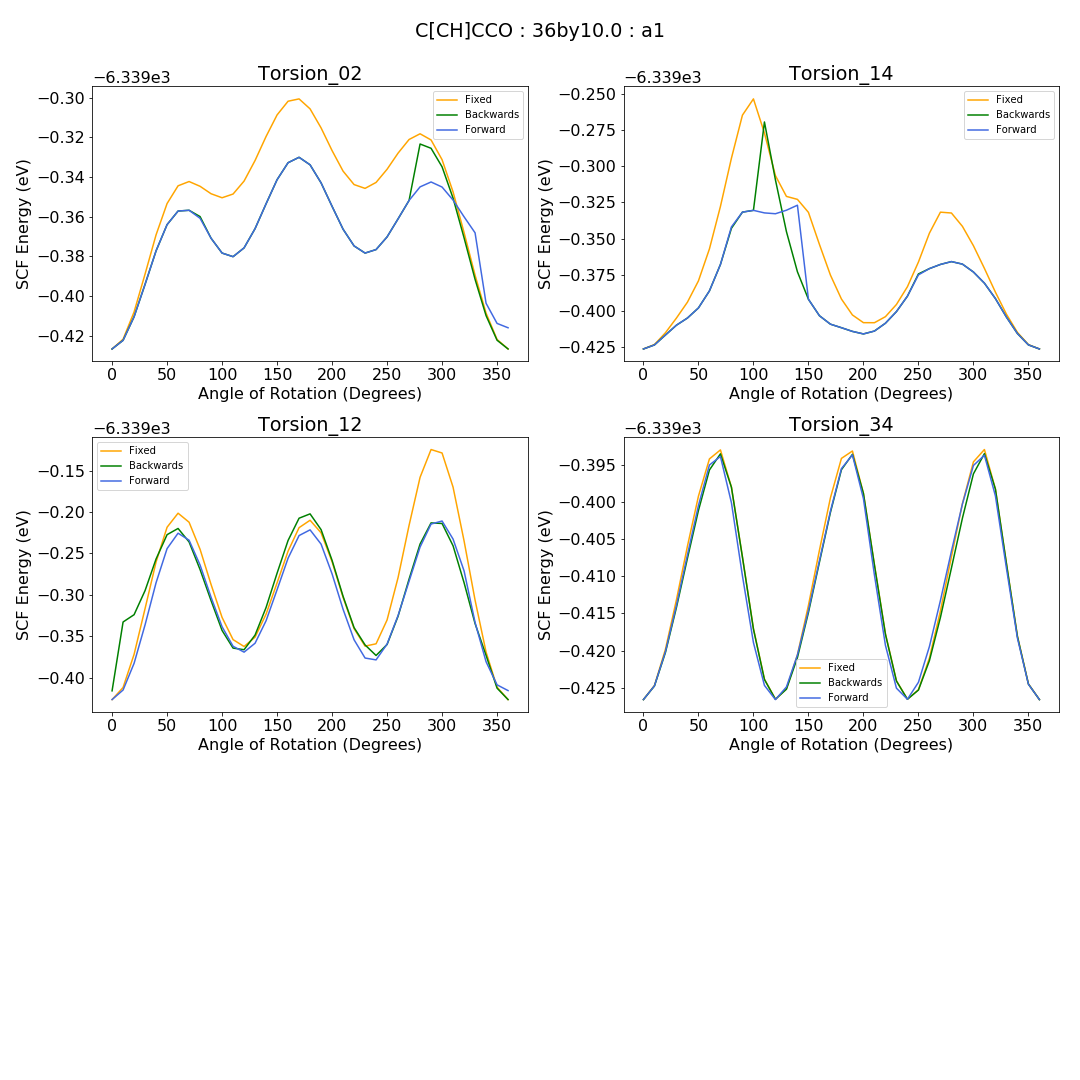 C[CH]CCO : 36by10.0 : a1
−6.339e3
Torsion_02
SCF Energy (eV)
−0.30
−0.32
−0.34
−0.36
−0.38
−0.40
−0.42
Fixed
Backwards
Forward
0 50 100 150 200 250 300 350
Angle of Rotation (Degrees)
−6.339e3
Torsion_14
SCF Energy (eV)
−0.250
−0.275
−0.300
−0.325
−0.350
−0.375
−0.400
−0.425
Fixed
Backwards
Forward
0 50 100 150 200 250 300 350
Angle of Rotation (Degrees)
−6.339e3
Torsion_12
SCF Energy (eV)
−0.15
−0.20
−0.25
−0.30
−0.35
−0.40
Fixed
Backwards
Forward
0 50 100 150 200 250 300 350
Angle of Rotation (Degrees)
−6.339e3
Torsion_34
SCF Energy (eV)
−0.395
−0.400
−0.405
−0.410
−0.415
−0.420
−0.425
Fixed
Backwards
Forward
0 50 100 150 200 250 300 350
Angle of Rotation (Degrees)